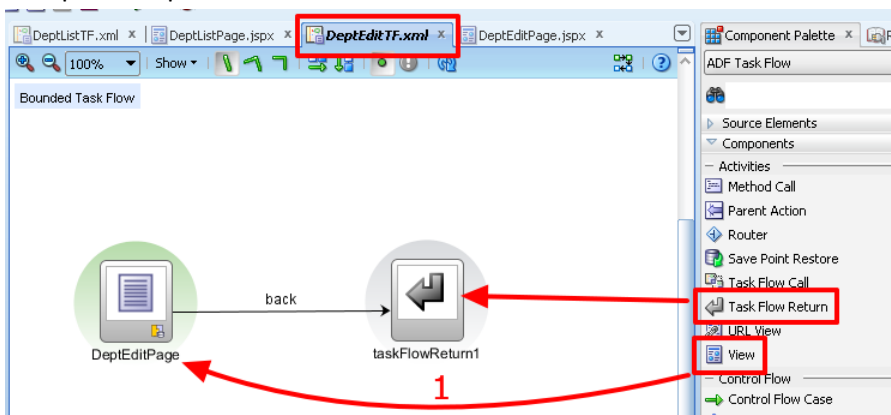 DeptListTF.xml x DeptListPage.jspx x DeptEditTF.xml x DeptEditPage.jspx x Component Palette x
100% Show ADF Task Flow
Bounded Task Flow
Source Elements
Components
Activities
Method Call
Parent Action
Router
Save Point Restore
Task Flow Call
back
Task Flow Return
URL View
DeptEditPage taskFlowReturn1
View
1
Control Flow
Control Flow Case